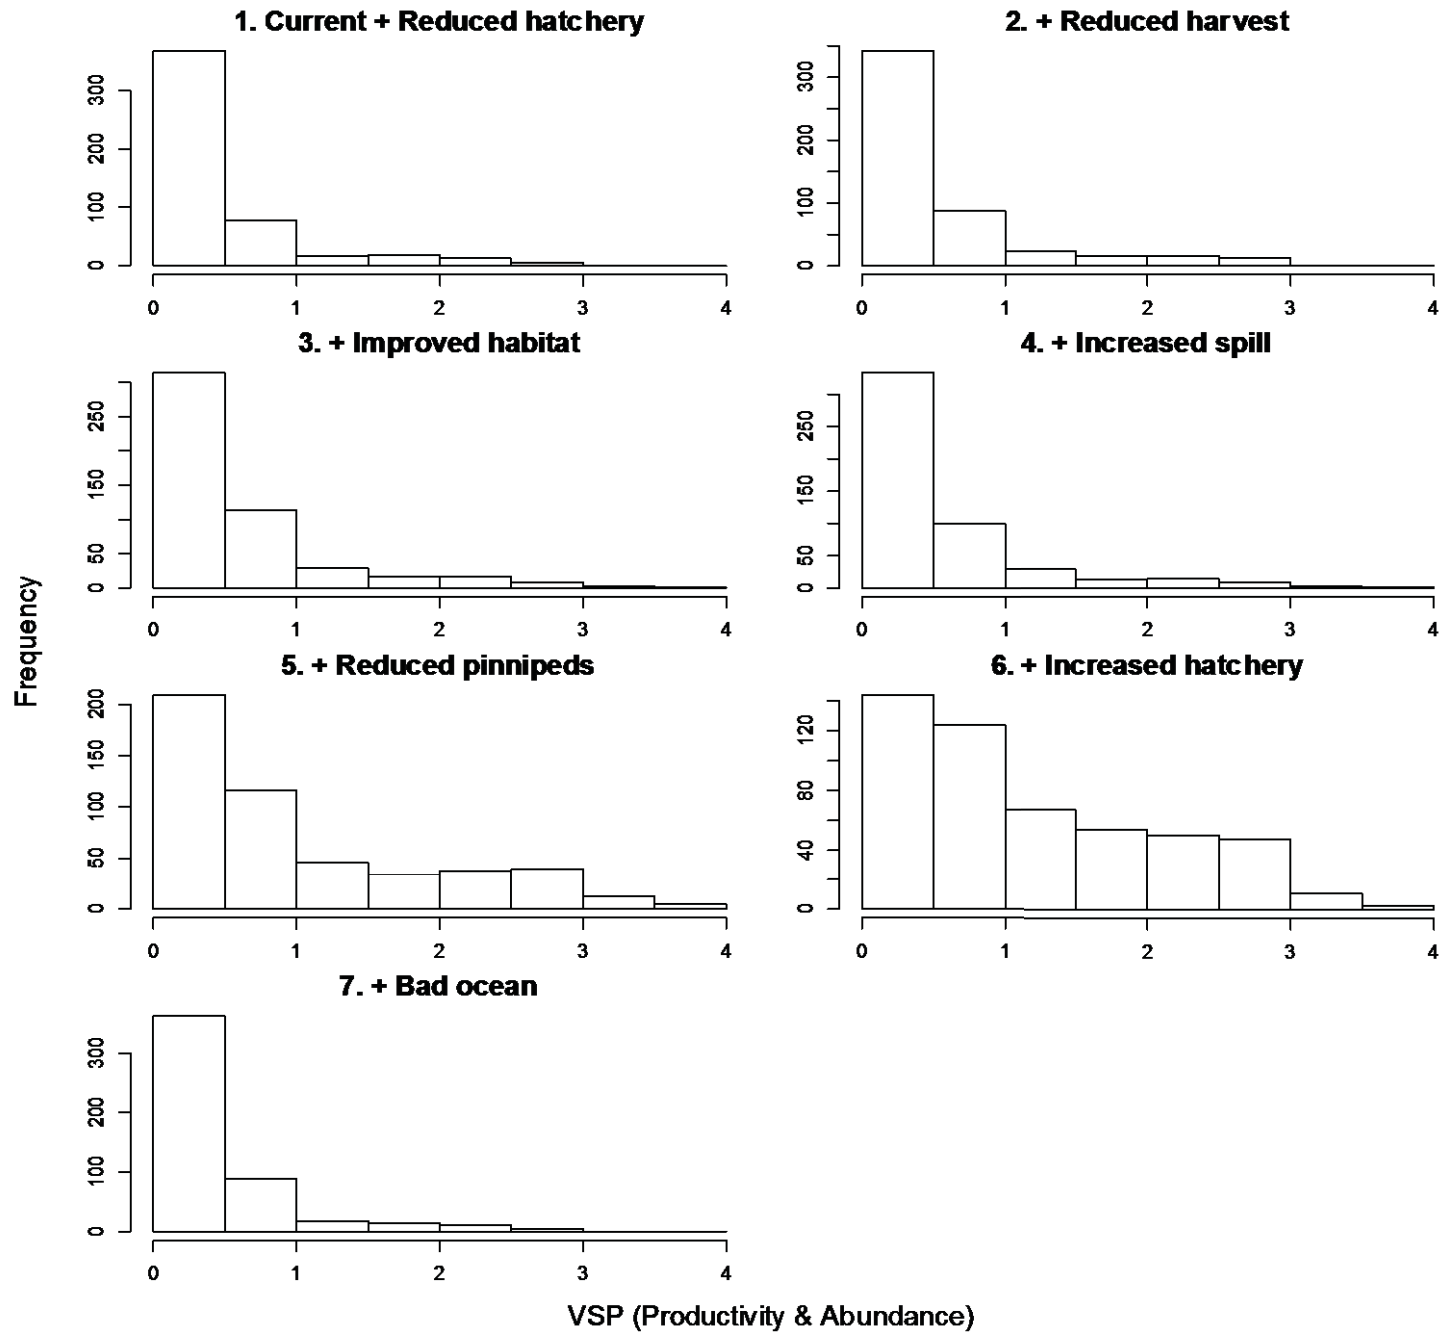 1. Current + Reduced hatchery
2. + Reduced harvest
0 100 200 300
0 100 200 300
0 1 2 3 4
0 1 2 3 4
3. + Improved habitat
4. + Increased spill
0 50 150 250
0 50 150 250
0 1 2 3 4
0 1 2 3 4
Frequency
5. + Reduced pinnipeds
6. + Increased hatchery
0 50 100 150 200
0 40 80 120
0 1 2 3 4
0 1 2 3 4
7. + Bad ocean
0 100 200 300
0 1 2 3 4
VSP (Productivity & Abundance)